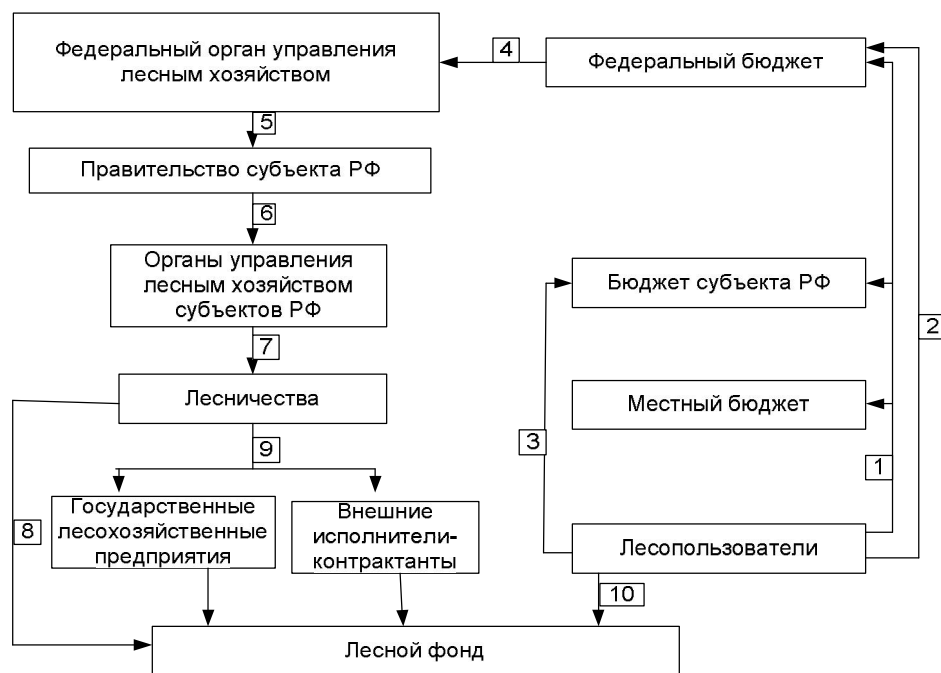 Федеральный орган управления
лесным хозяйством
4
Федеральный бюджет
5
Правительство субъекта РФ
6
Органы управления
лесным хозяйством
субъектов РФ
Бюджет субъекта РФ
2
7
Лесничества
Местный бюджет
3
9
1
Государственные
лесохозяйственные
предприятия
8
Внешние
исполнители-
контрактанты
Лесопользователи
10
Лесной фонд